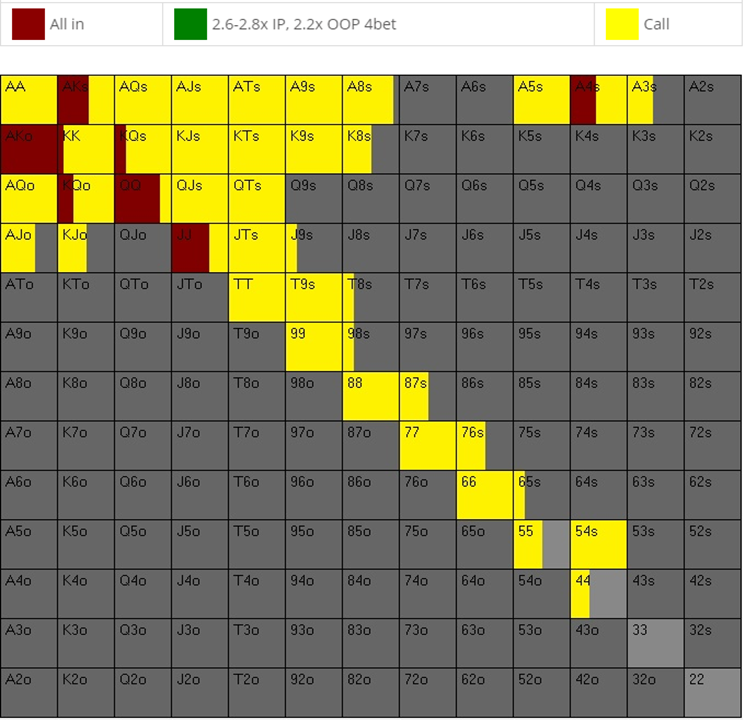 All in 2.6-2.8x IP, 2.2x OOP 4bet Call
AA AKs AQs AJs ATs A9s A8s A7s A6s A5s A4s A3s A2s
AKo KK KQs KJs KTs K9s K8s K7s K6s K5s K4s K3s K2s
AQo KQo QQ QJs QTs Q9s Q8s Q7s Q6s Q5s Q4s Q3s Q2s
AJo KJo QJo JJ JTs J9s J8s J7s J6s J5s J4s J3s J2s
ATo KTo QTo JTo TT T9s T8s T7s T6s T5s T4s T3s T2s
A9o K9o Q9o J9o T9o 99 98s 97s 96s 95s 94s 93s 92s
A8o K8o Q8o J8o T8o 98o 88 87s 86s 85s 84s 83s 82s
A7o K7o Q7o J7o T7o 97o 87o 77 76s 75s 74s 73s 72s
A6o K6o Q6o J6o T6o 96o 86o 76o 66 65s 64s 63s 62s
A5o K5o Q5o J5o T5o 95o 85o 75o 65o 55 54s 53s 52s
A4o K4o Q4o J4o T4o 94o 84o 74o 64o 54o 44 43s 42s
A3o K3o Q3o J3o T3o 93o 83o 73o 63o 53o 43o 33 32s
A2o K2o Q2o J2o T2o 92o 82o 72o 62o 52o 42o 32o 22